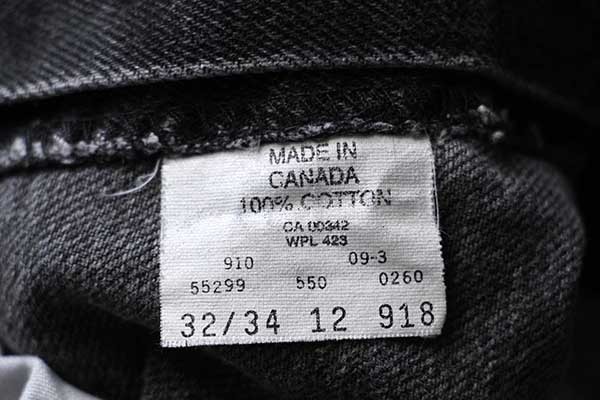 MADE IN
CANADA
100% COTTON
CA 00342
WPL 423
910 09-3
55299 550 0260
32/34 12 918